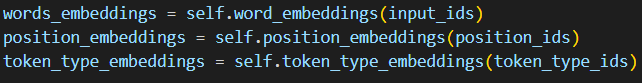 words_embeddings = self.word_embeddings(input_ids)
position_embeddings = self.position_embeddings(position_ids)
token_type_embeddings = self.token_type_embeddings(token_type_ids)